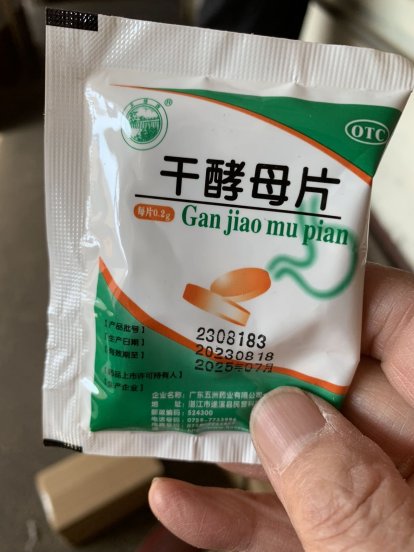 OTC
干酵母片
每片0.2g
Gan jiao mu pian
【产品批号】 2308183
【生产日期】 20230818
【有效期至】 2025年07月
【药品上市许可持有人】
【生产企业】
企业名称：广东五洲药业有限公
地 址：湛江市遂溪县民营
邮政编码：524300